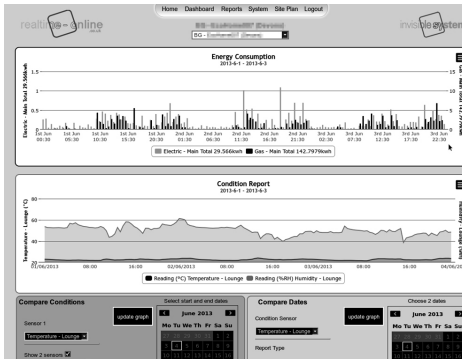 Home Dashboard Reports System Site Plan Logout
Energy Consumption
2013-6-1 - 2013-6-3
Electric - Main Total 29.566kwh
1.5
1
0.5
0
15
10
5
0
1st Jun 00:30
1st Jun 05:30
1st Jun 10:30
1st Jun 15:30
1st Jun 20:30
2nd Jun 01:30
2nd Jun 06:30
2nd Jun 11:30
2nd Jun 16:30
2nd Jun 21:30
3rd Jun 02:30
3rd Jun 07:30
3rd Jun 12:30
3rd Jun 17:30
3rd Jun 22:30
Electric - Main Total 29.566kwh Gas - Main Total 142.7979kwh
Condition Report
2013-6-1 - 2013-6-3
Temperature - Lounge (°C)
80
60
40
20
01/06/2013 08:00 16:00 02/06/2013 08:00 16:00 03/06/2013 08:00 16:00
Reading (°C) Temperature - Lounge Reading (%RH) Humidity - Lounge
Compare Conditions
Select start and end dates
Sensor 1
update graph
Temperature - Lounge
Show 2 sensors
June 2013
Mo Tu We Th Fr Sa Su
Compare Dates
Choose 2 dates
Condition Sensor
update graph
Temperature - Lounge
Report Type
June 2013
Mo Tu We Th Fr Sa Su